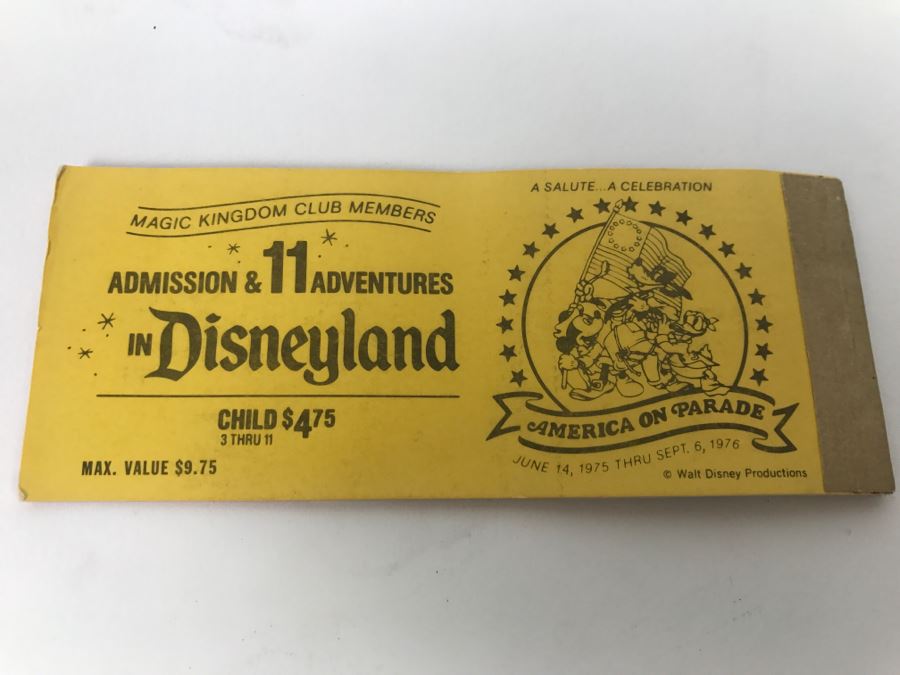 MAGIC KINGDOM CLUB MEMBERS
ADMISSION & 11 ADVENTURES
IN Disneyland
CHILD $4.75
3 THRU 11
MAX. VALUE $9.75
A SALUTE...A CELEBRATION
AMERICA ON PARADE
JUNE 14, 1975 THRU SEPT. 6, 1976
© Walt Disney Productions